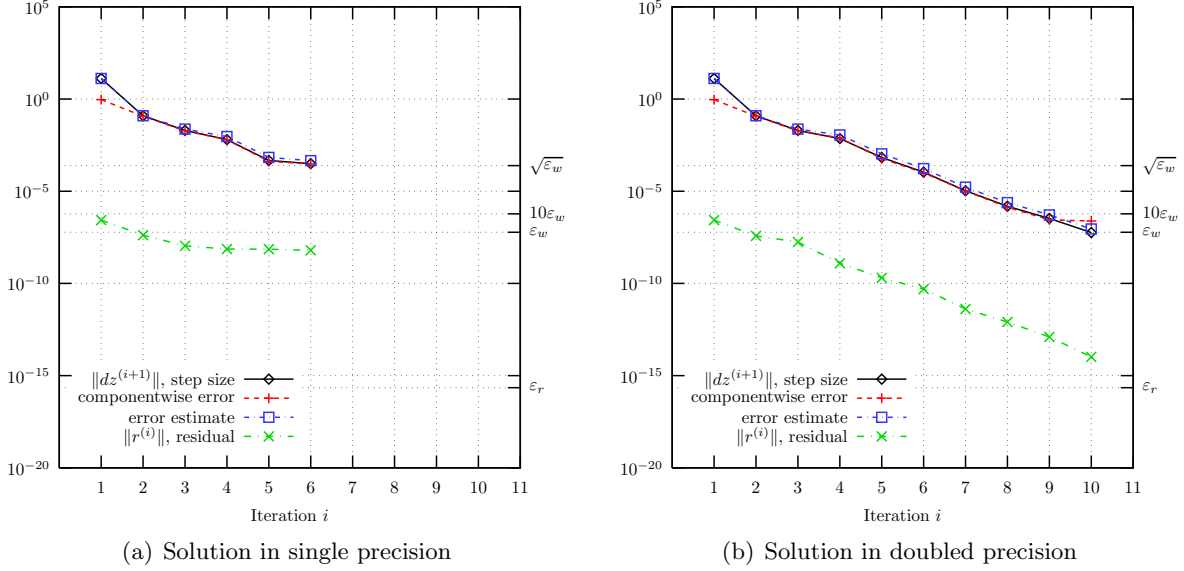 10^5
10^0
10^{-5}
10^{-10}
10^{-15}
10^{-20}
√ε_w
10ε_w
ε_w
ε_r
‖dz^{(i+1)}‖, step size
componentwise error
error estimate
‖r^{(i)}‖, residual
1 2 3 4 5 6 7 8 9 10 11
Iteration i
(a) Solution in single precision
10^5
10^0
10^{-5}
10^{-10}
10^{-15}
10^{-20}
√ε_w
10ε_w
ε_w
ε_r
‖dz^{(i+1)}‖, step size
componentwise error
error estimate
‖r^{(i)}‖, residual
1 2 3 4 5 6 7 8 9 10 11
Iteration i
(b) Solution in doubled precision